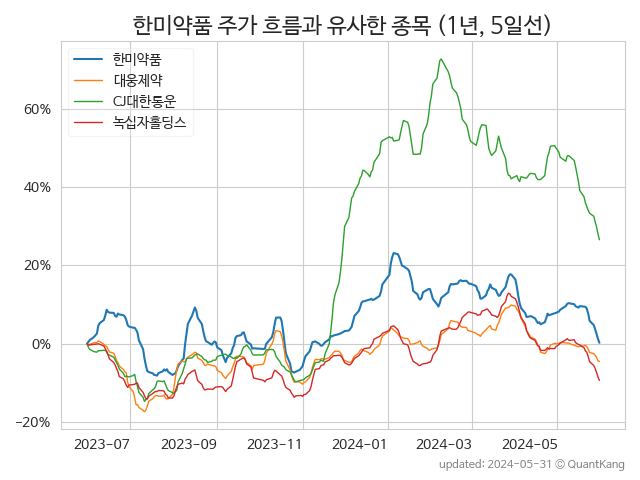 한미약품 주가 흐름과 유사한 종목 (1년, 5일선)
한미약품
대웅제약
CJ대한통운
녹십자홀딩스
60%
40%
20%
0%
−20%
2023-07 2023-09 2023-11 2024-01 2024-03 2024-05
updated: 2024-05-31 © QuantKang